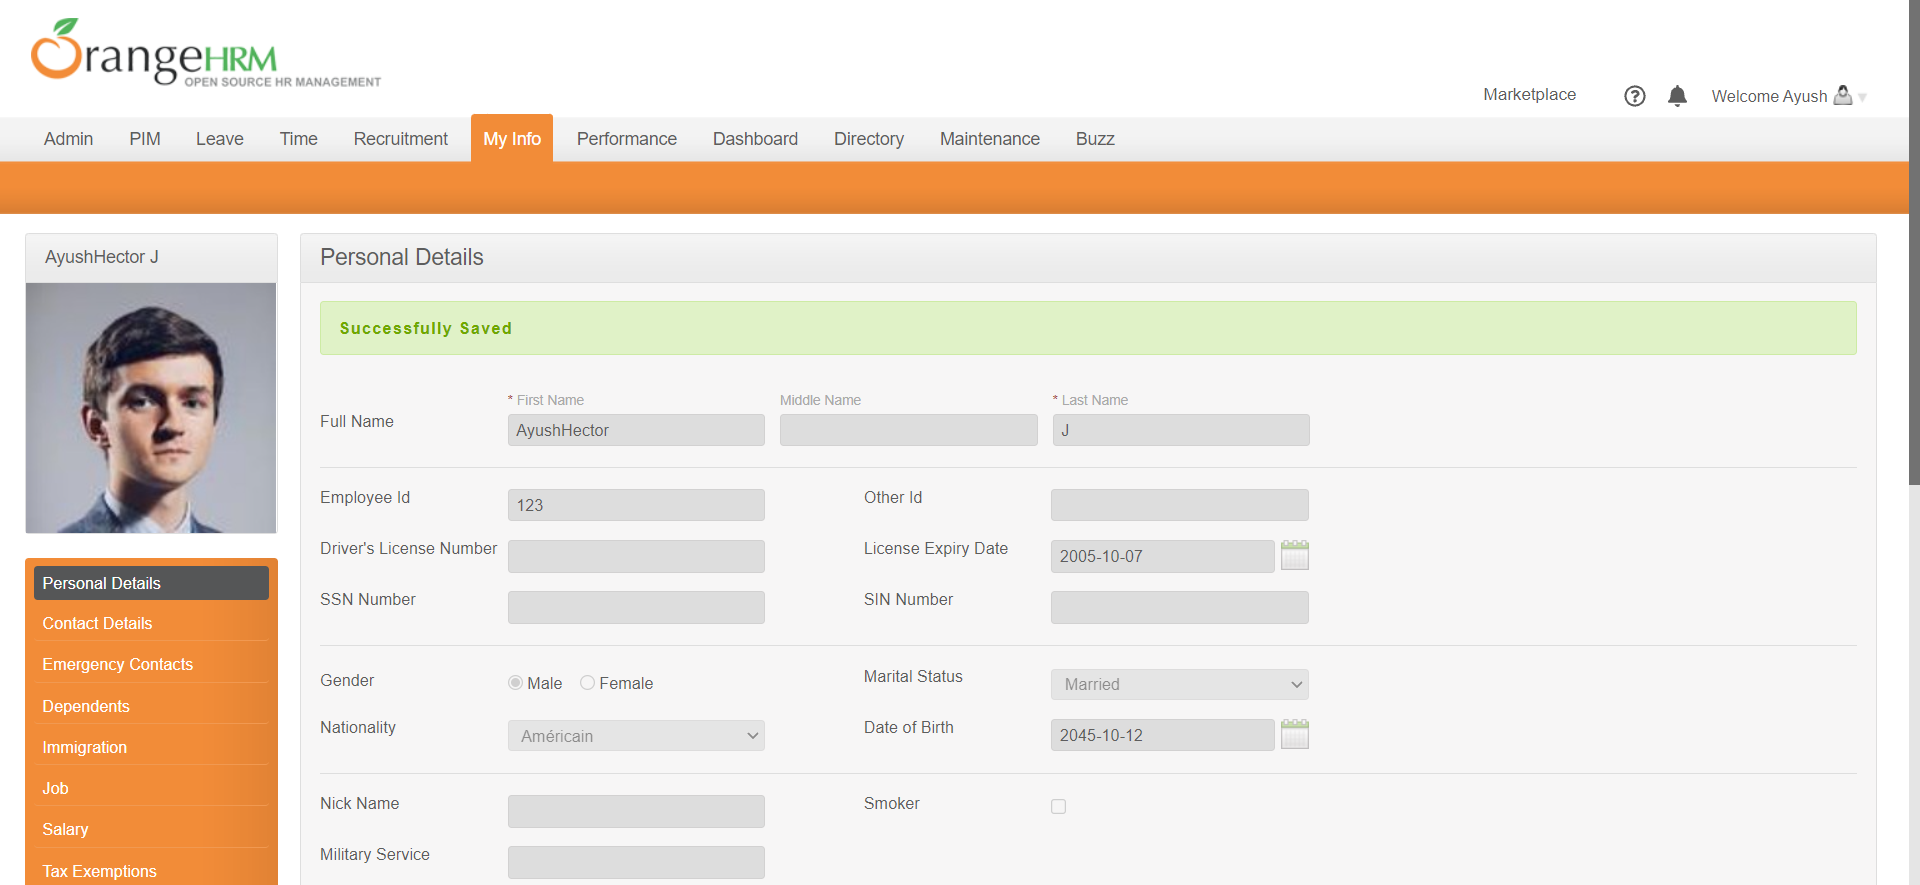 OrangeHRM
OPEN SOURCE HR MANAGEMENT
Marketplace
Welcome Ayush
Admin PIM Leave Time Recruitment My Info Performance Dashboard Directory Maintenance Buzz
AyushHector J
Personal Details
Successfully Saved
* First Name Middle Name * Last Name
Full Name AyushHector J
Employee Id 123 Other Id
Driver's License Number License Expiry Date 2005-10-07
SSN Number SIN Number
Gender Male Female Marital Status Married
Nationality Américain Date of Birth 2045-10-12
Nick Name Smoker
Military Service
Personal Details
Contact Details
Emergency Contacts
Dependents
Immigration
Job
Salary
Tax Exemptions